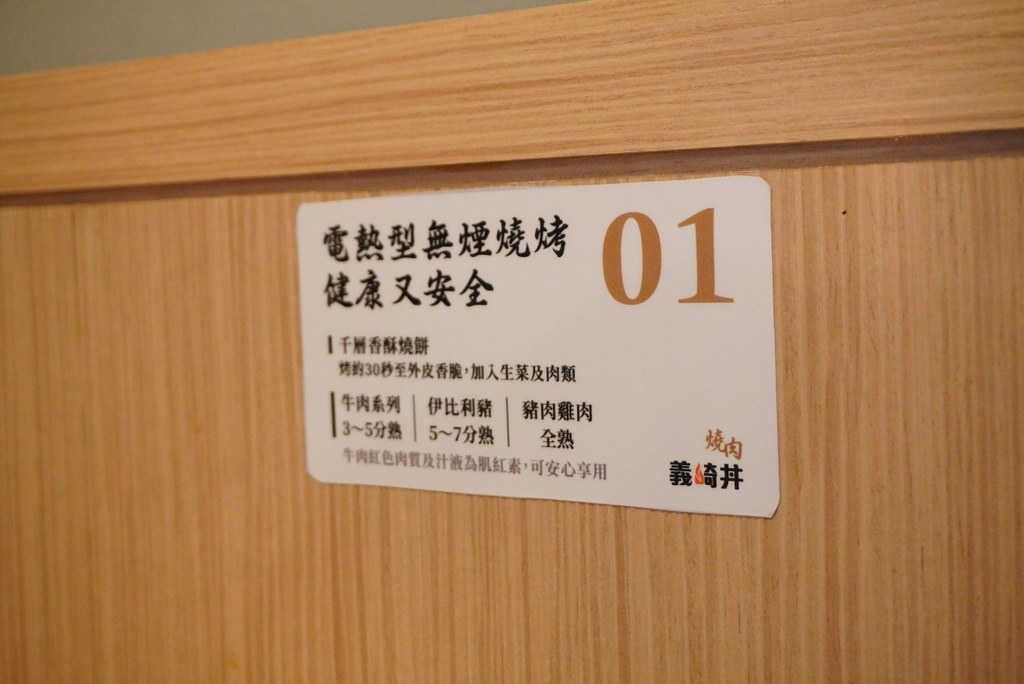 電熱型無煙燒烤
健康又安全
01
千層香酥燒餅
烤約30秒至外皮香脆，加入生菜及肉類
牛肉系列
3～5分熟
伊比利豬
5～7分熟
豬肉雞肉
全熟
牛肉紅色肉質及汁液為肌紅素，可安心享用
燒肉
義崎丼